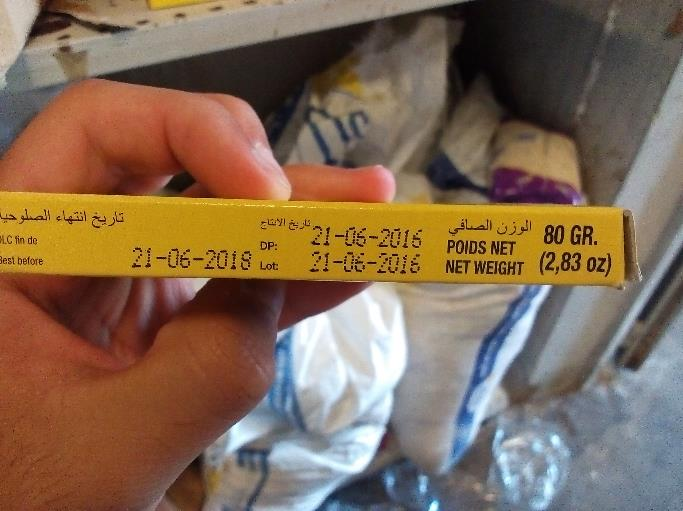 تاريخ انتهاء الصلوحية
DLC fin de
Best before
21-06-2018
تاريخ الانتاج
DP: 21-06-2016
Lot: 21-06-2016
الوزن الصافي
POIDS NET
NET WEIGHT
80 GR.
(2,83 oz)